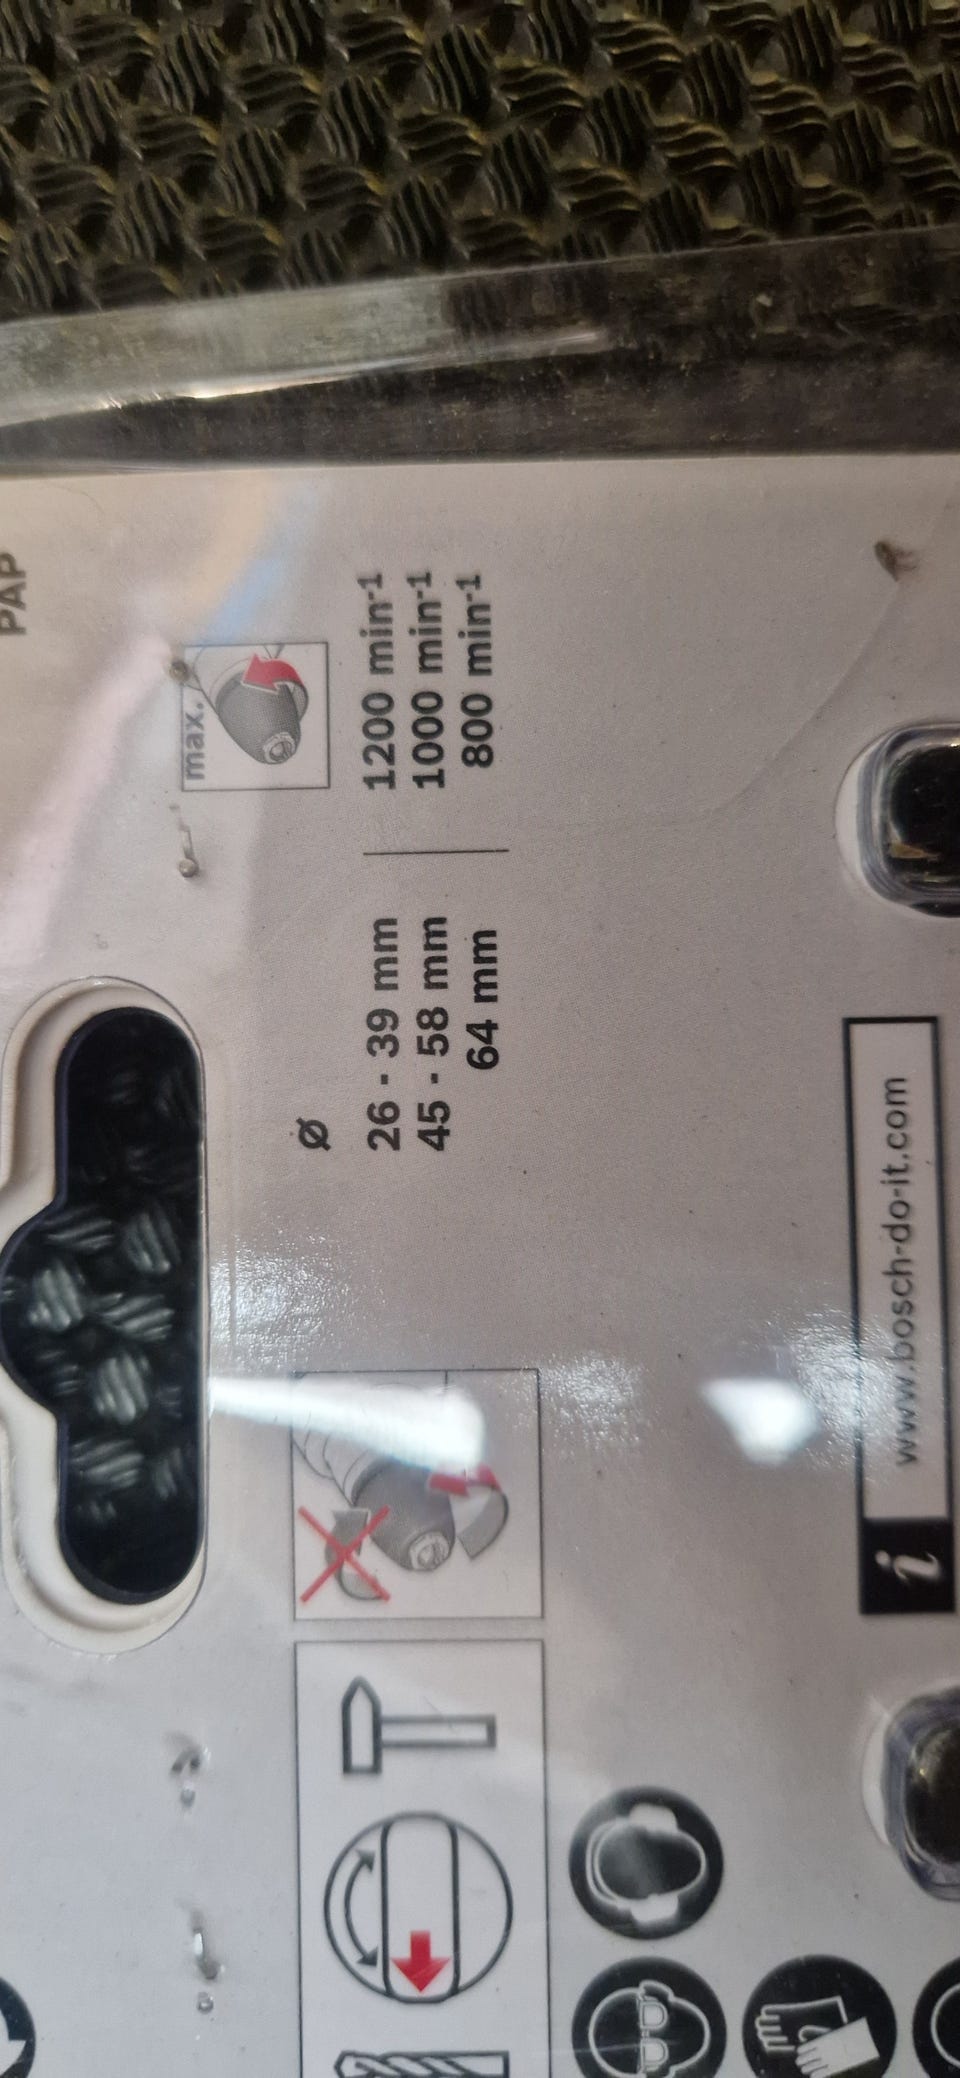 PAP
max.
Ø
26 - 39 mm | 1200 min-1
45 - 58 mm | 1000 min-1
64 mm | 800 min-1
i www.bosch-do-it.com